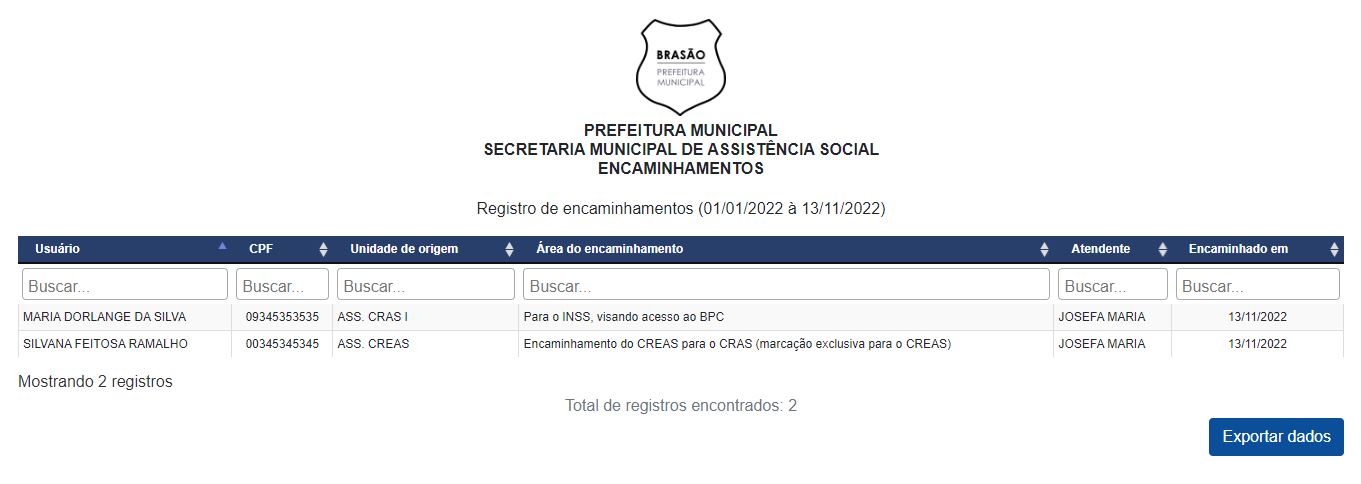 BRASÃO
PREFEITURA
MUNICIPAL
PREFEITURA MUNICIPAL
SECRETARIA MUNICIPAL DE ASSISTÊNCIA SOCIAL
ENCAMINHAMENTOS
Registro de encaminhamentos (01/01/2022 à 13/11/2022)
Usuário CPF Unidade de origem Área do encaminhamento Atendente Encaminhado em
Buscar... Buscar... Buscar... Buscar... Buscar... Buscar...
MARIA DORLANGE DA SILVA 09345353535 ASS. CRAS I Para o INSS, visando acesso ao BPC JOSEFA MARIA 13/11/2022
SILVANA FEITOSA RAMALHO 00345345345 ASS. CREAS Encaminhamento do CREAS para o CRAS (marcação exclusiva para o CREAS) JOSEFA MARIA 13/11/2022
Mostrando 2 registros
Total de registros encontrados: 2
Exportar dados